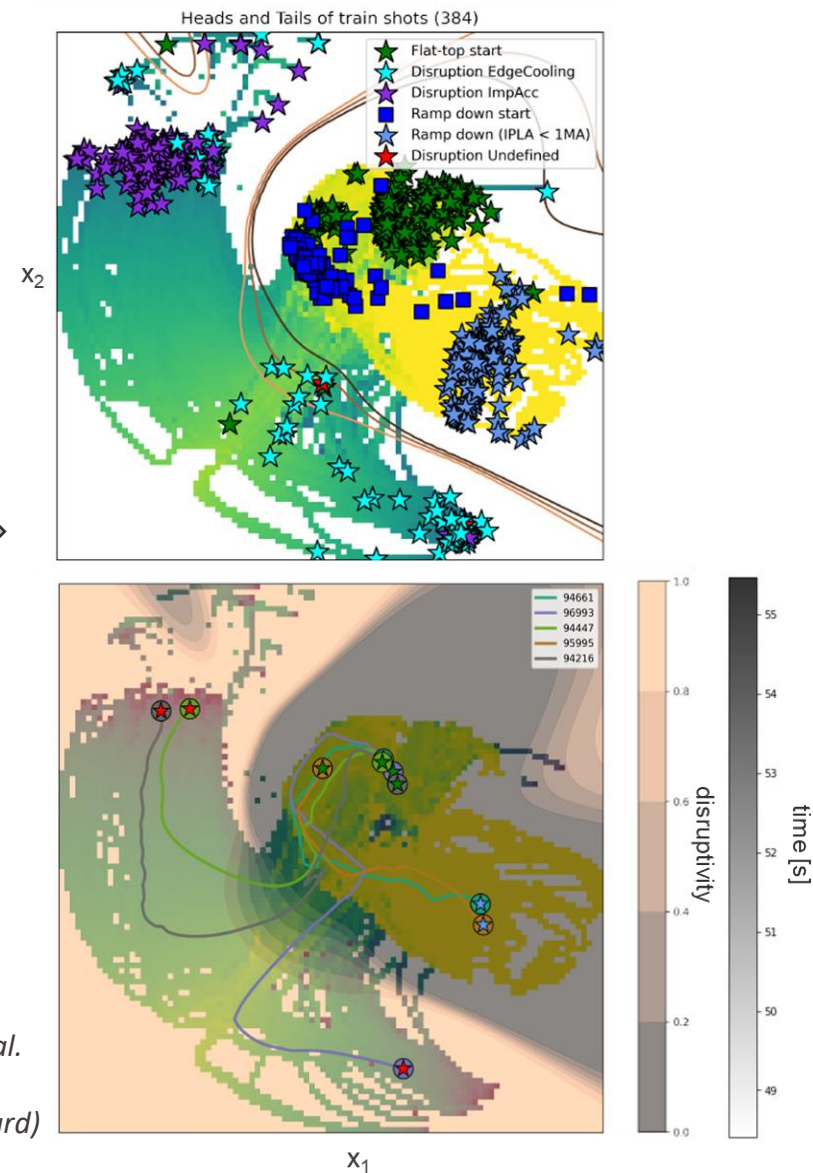 Heads and Tails of train shots (384)
Flat-top start
Disruption EdgeCooling
Disruption ImpAcc
Ramp down start
Ramp down (IPLA < 1MA)
Disruption Undefined
x₂
94661
96993
94447
95995
94216
1.0
0.8
0.6
0.4
0.2
0.0
disruptivity
55
54
53
52
51
50
49
time [s]
al.
ard)
x₁